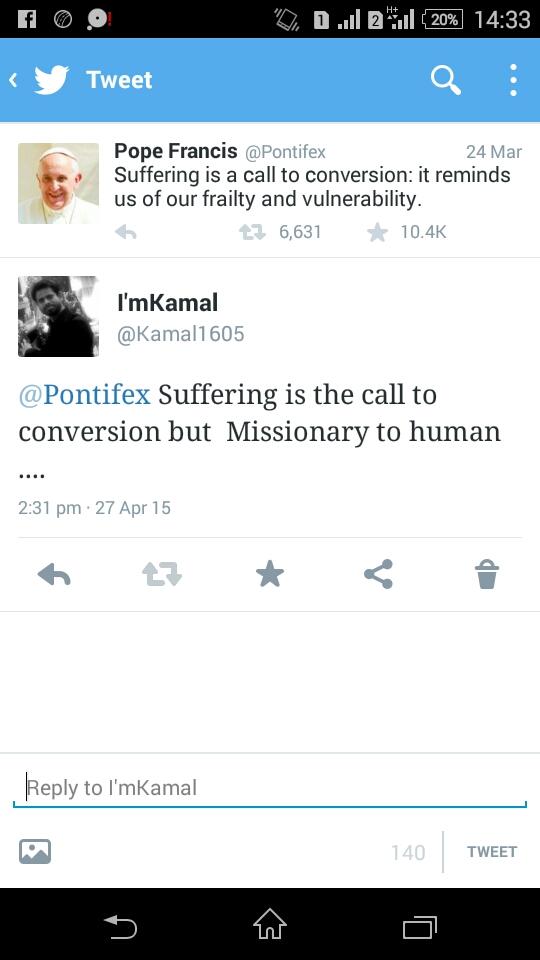 1 2 H+ 20% 14:33
Tweet
Pope Francis @Pontifex 24 Mar
Suffering is a call to conversion: it reminds
us of our frailty and vulnerability.
6,631 10.4K
I'mKamal
@Kamal1605
@Pontifex Suffering is the call to
conversion but  Missionary to human
....
2:31 pm · 27 Apr 15
Reply to I'mKamal
140 TWEET